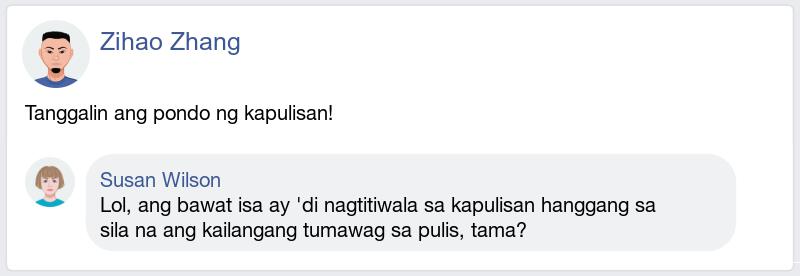 Zihao Zhang
Tanggalin ang pondo ng kapulisan!
Susan Wilson
Lol, ang bawat isa ay 'di nagtitiwala sa kapulisan hanggang sa
sila na ang kailangang tumawag sa pulis, tama?